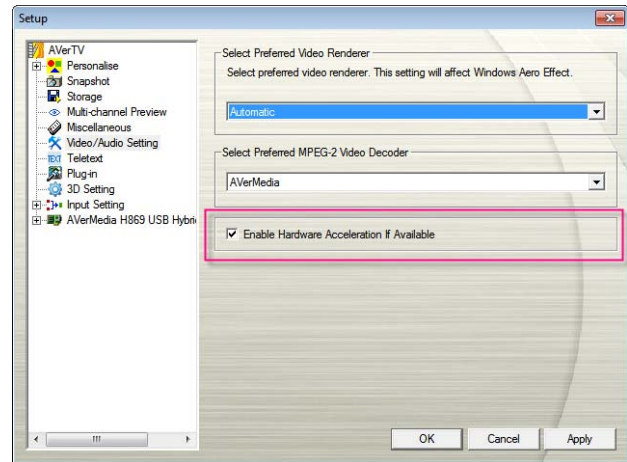 Setup
AVerTV
Personalise
Snapshot
Storage
Multi-channel Preview
Miscellaneous
Video/Audio Setting
TEXT Teletext
Plug-in
3D Setting
Input Setting
AVerMedia H869 USB Hybri
Select Preferred Video Renderer
Select preferred video renderer. This setting will affect Windows Aero Effect.
Automatic
Select Preferred MPEG-2 Video Decoder
AVerMedia
Enable Hardware Acceleration If Available
OK
Cancel
Apply